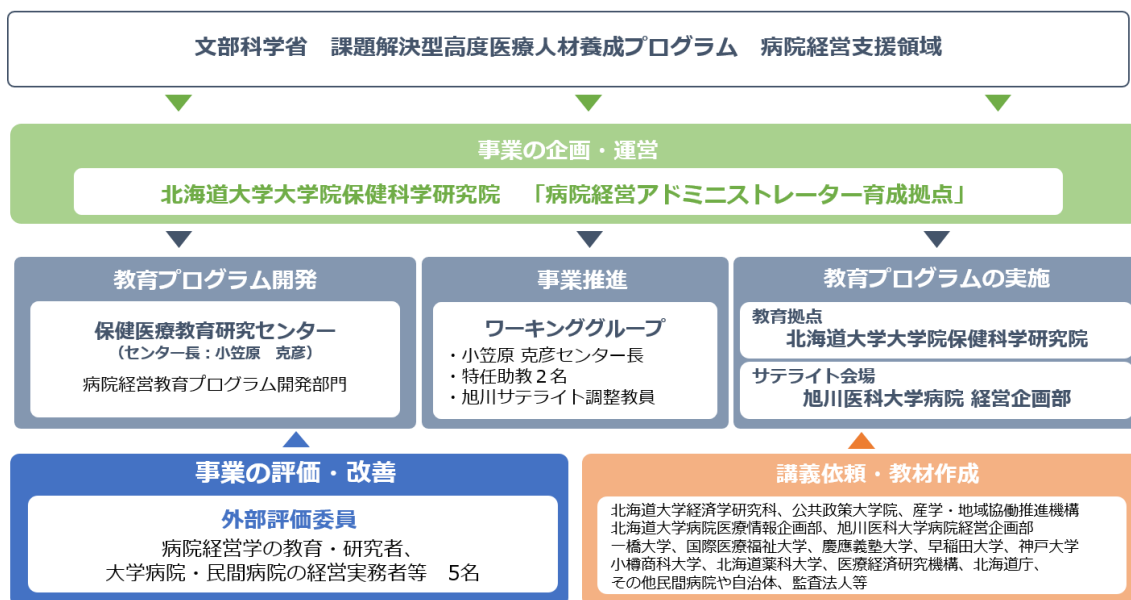 文部科学省　課題解決型高度医療人材養成プログラム　病院経営支援領域
事業の企画・運営
北海道大学大学院保健科学研究院　「病院経営アドミニストレーター育成拠点」
教育プログラム開発
保健医療教育研究センター
（センター長：小笠原　克彦）
病院経営教育プログラム開発部門
事業推進
ワーキンググループ
・小笠原 克彦センター長
・特任助教２名
・旭川サテライト調整教員
教育プログラムの実施
教育拠点
北海道大学大学院保健科学研究院
サテライト会場
旭川医科大学病院 経営企画部
事業の評価・改善
外部評価委員
病院経営学の教育・研究者、
大学病院・民間病院の経営実務者等　5名
講義依頼・教材作成
北海道大学経済学研究科、公共政策大学院、産学・地域協働推進機構
北海道大学病院医療情報企画部、旭川医科大学病院経営企画部
一橋大学、国際医療福祉大学、慶應義塾大学、早稲田大学、神戸大学
小樽商科大学、北海道薬科大学、医療経済研究機構、北海道庁、
その他民間病院や自治体、監査法人等